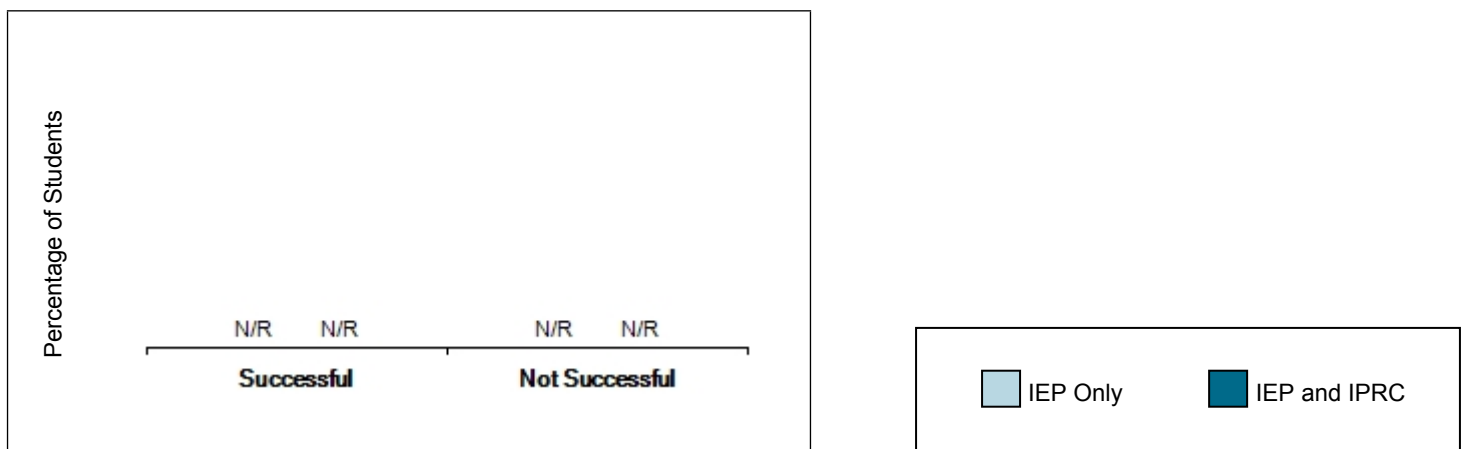 Percentage of Students
N/R N/R N/R N/R
Successful Not Successful
IEP Only IEP and IPRC